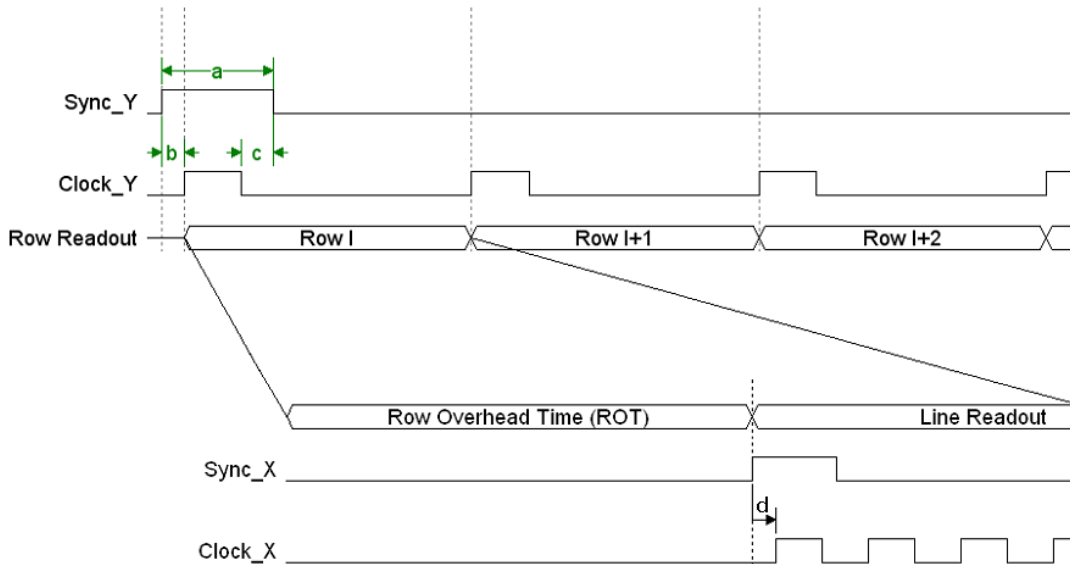 a
Sync_Y
b c
Clock_Y
Row Readout Row I Row I+1 Row I+2
Row Overhead Time (ROT) Line Readout
Sync_X
d
Clock_X